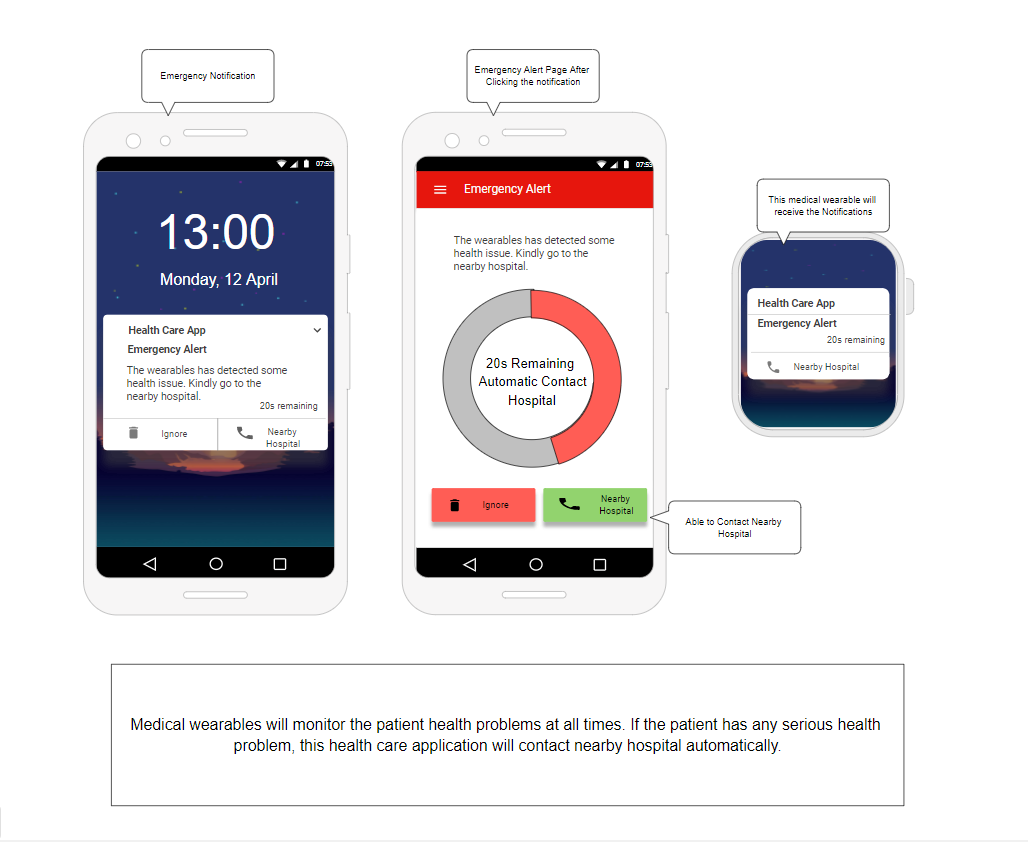 Emergency Notification
Emergency Alert Page After
Clicking the notification
07:53
13:00
Monday, 12 April
Health Care App
Emergency Alert
The wearables has detected some
health issue. Kindly go to the
nearby hospital.
20s remaining
Ignore
Nearby
Hospital
07:53
Emergency Alert
The wearables has detected some
health issue. Kindly go to the
nearby hospital.
20s Remaining
Automatic Contact
Hospital
Ignore
Nearby
Hospital
This medical wearable will
receive the Notifications
Health Care App
Emergency Alert
20s remaining
Nearby Hospital
Able to Contact Nearby
Hospital
Medical wearables will monitor the patient health problems at all times. If the patient has any serious health
problem, this health care application will contact nearby hospital automatically.